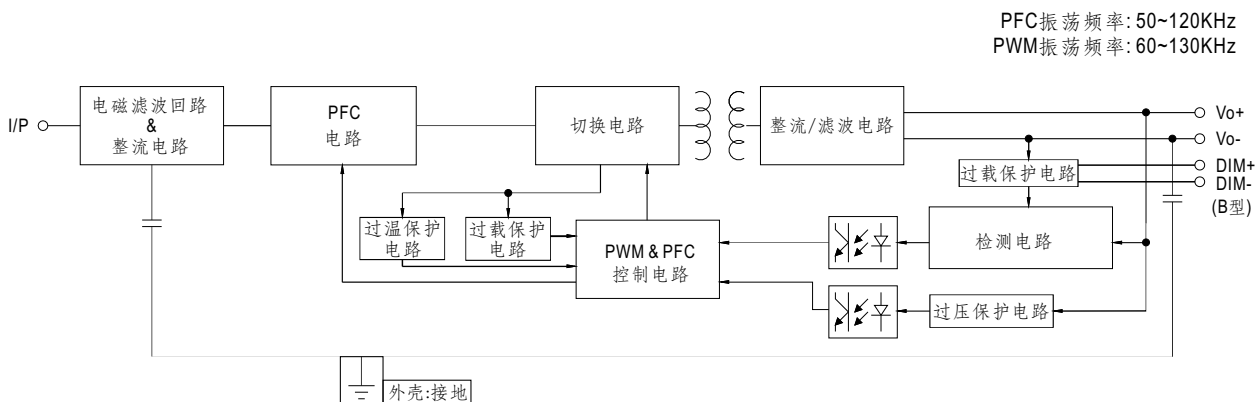 PFC振荡频率: 50~120KHz
PWM振荡频率: 60~130KHz
I/P
电磁滤波回路
&
整流电路
PFC
电路
切换电路
整流/滤波电路
Vo+
Vo-
DIM+
DIM-
(B型)
过载保护电路
过温保护
电路
过载保护
电路
PWM & PFC
控制电路
检测电路
过压保护电路
外壳:接地